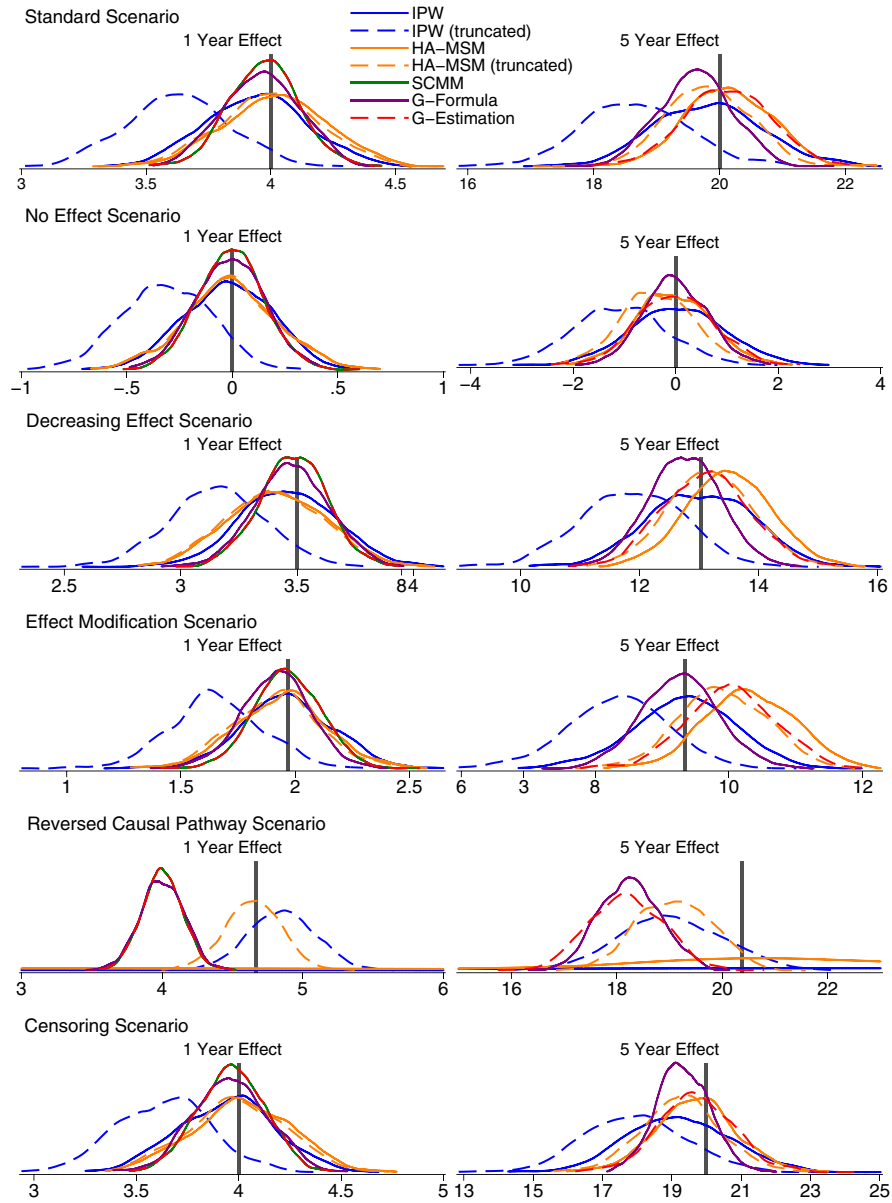 Standard Scenario
IPW
IPW (truncated)
HA−MSM
HA−MSM (truncated)
SCMM
G−Formula
G−Estimation
1 Year Effect
5 Year Effect
3 3.5 4 4.5
16 18 20 22
No Effect Scenario
1 Year Effect
5 Year Effect
−1 −.5 0 .5 1
−4 −2 0 2 4
Decreasing Effect Scenario
1 Year Effect
5 Year Effect
2.5 3 3.5 84
10 12 13 14 16
Effect Modification Scenario
1 Year Effect
5 Year Effect
1 1.5 2 2.5
6 3 8 10 12
Reversed Causal Pathway Scenario
1 Year Effect
5 Year Effect
3 4 5 6
16 18 20 22
Censoring Scenario
1 Year Effect
5 Year Effect
3 3.5 4 4.5 5
13 15 17 19 21 23 25